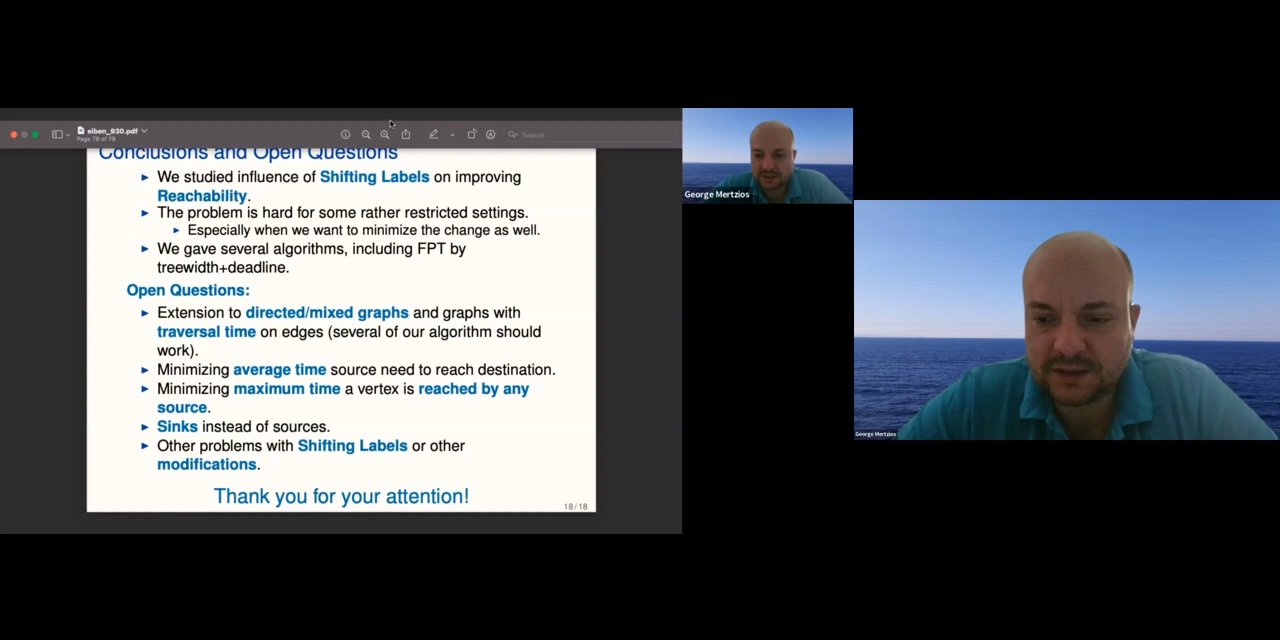 eiben_930.pdf
Page 79 of 79
Search
Conclusions and Open Questions
► We studied influence of Shifting Labels on improving
Reachability.
► The problem is hard for some rather restricted settings.
► Especially when we want to minimize the change as well.
► We gave several algorithms, including FPT by
treewidth+deadline.
Open Questions:
► Extension to directed/mixed graphs and graphs with
traversal time on edges (several of our algorithm should
work).
► Minimizing average time source need to reach destination.
► Minimizing maximum time a vertex is reached by any
source.
► Sinks instead of sources.
► Other problems with Shifting Labels or other
modifications.
Thank you for your attention!
18/18
George Mertzios
George Mertzios